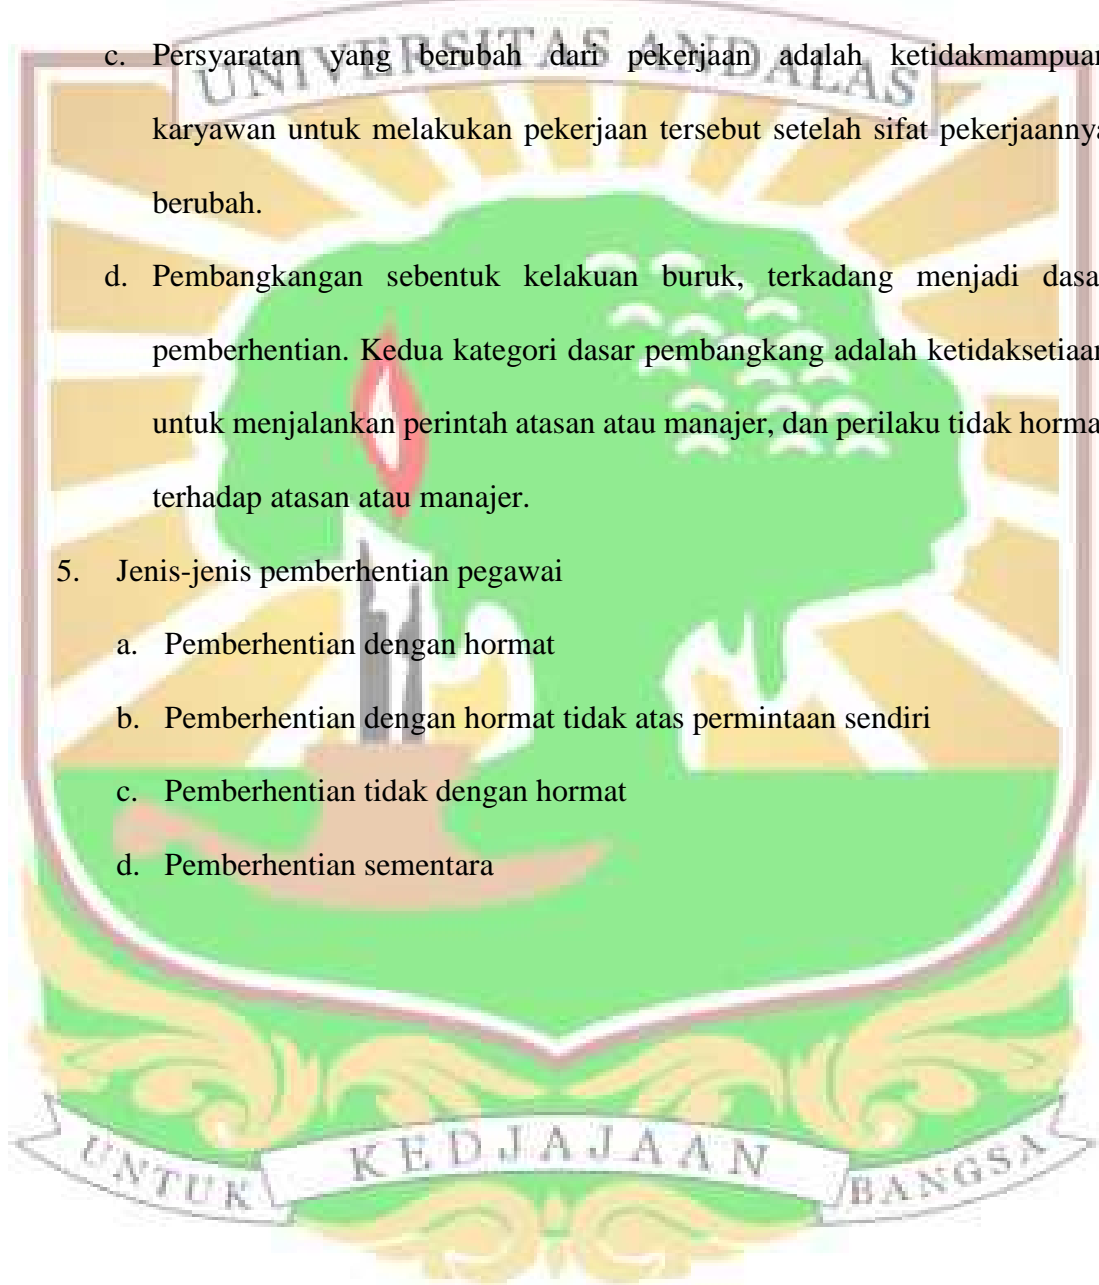 UNIVERSITAS ANDALAS
c. Persyaratan yang berubah dari pekerjaan adalah ketidakmampuan
karyawan untuk melakukan pekerjaan tersebut setelah sifat pekerjaannya
berubah.
d. Pembangkangan sebentuk kelakuan buruk, terkadang menjadi dasa
pemberhentian. Kedua kategori dasar pembangkang adalah ketidaksetiaan
untuk menjalankan perintah atasan atau manajer, dan perilaku tidak horma
terhadap atasan atau manajer.
5. Jenis-jenis pemberhentian pegawai
a. Pemberhentian dengan hormat
b. Pemberhentian dengan hormat tidak atas permintaan sendiri
c. Pemberhentian tidak dengan hormat
d. Pemberhentian sementara
UNTUK KEDJAJAAN BANGSA